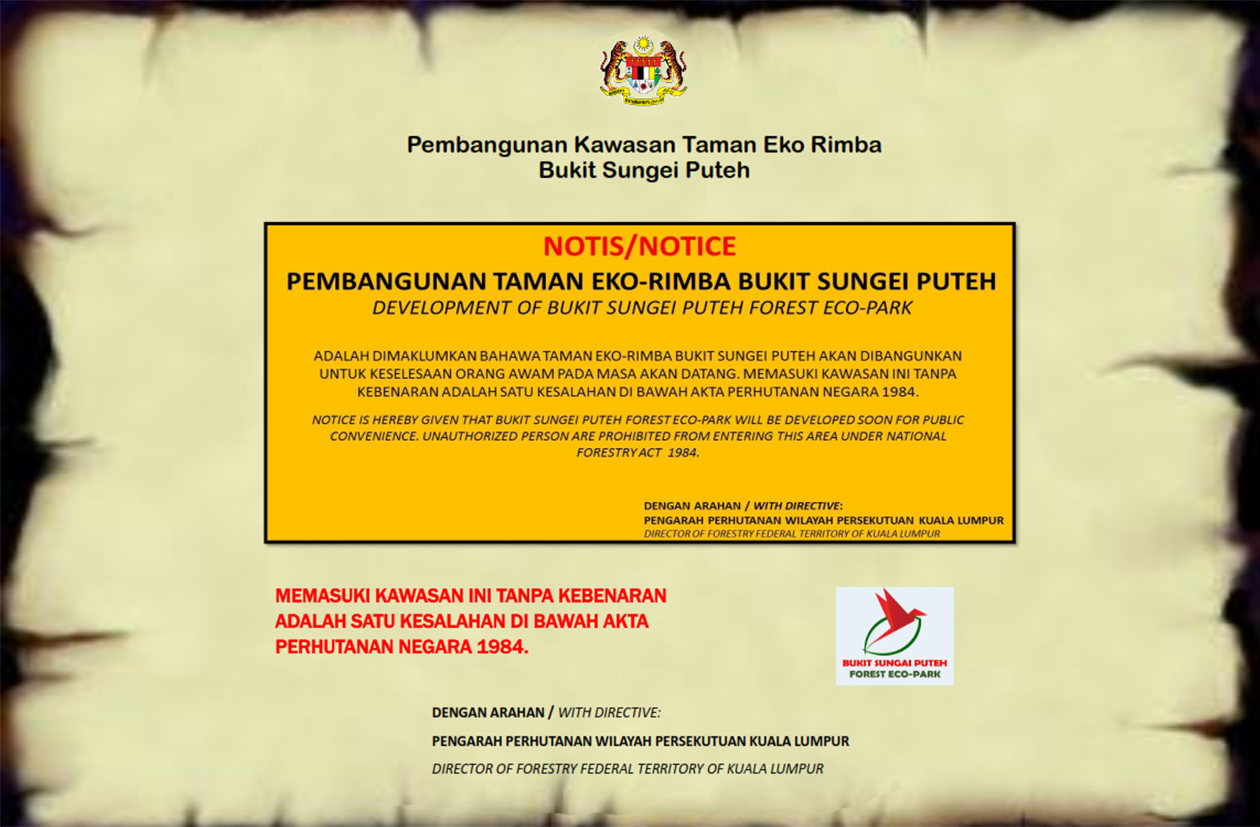 Pembangunan Kawasan Taman Eko Rimba
Bukit Sungei Puteh
NOTIS/NOTICE
PEMBANGUNAN TAMAN EKO-RIMBA BUKIT SUNGEI PUTEH
DEVELOPMENT OF BUKIT SUNGEI PUTEH FOREST ECO-PARK
ADALAH DIMAKLUMKAN BAHAWA TAMAN EKO-RIMBA BUKIT SUNGEI PUTEH AKAN DIBANGUNKAN
UNTUK KESELESAAN ORANG AWAM PADA MASA AKAN DATANG. MEMASUKI KAWASAN INI TANPA
KEBENARAN ADALAH SATU KESALAHAN DI BAWAH AKTA PERHUTANAN NEGARA 1984.
NOTICE IS HEREBY GIVEN THAT BUKIT SUNGEI PUTEH FOREST ECO-PARK WILL BE DEVELOPED SOON FOR PUBLIC
CONVENIENCE. UNAUTHORIZED PERSON ARE PROHIBITED FROM ENTERING THIS AREA UNDER NATIONAL
FORESTRY ACT 1984.
DENGAN ARAHAN / WITH DIRECTIVE:
PENGARAH PERHUTANAN WILAYAH PERSEKUTUAN KUALA LUMPUR
DIRECTOR OF FORESTRY FEDERAL TERRITORY OF KUALA LUMPUR
MEMASUKI KAWASAN INI TANPA KEBENARAN
ADALAH SATU KESALAHAN DI BAWAH AKTA
PERHUTANAN NEGARA 1984.
BUKIT SUNGAI PUTEH
FOREST ECO-PARK
DENGAN ARAHAN / WITH DIRECTIVE:
PENGARAH PERHUTANAN WILAYAH PERSEKUTUAN KUALA LUMPUR
DIRECTOR OF FORESTRY FEDERAL TERRITORY OF KUALA LUMPUR